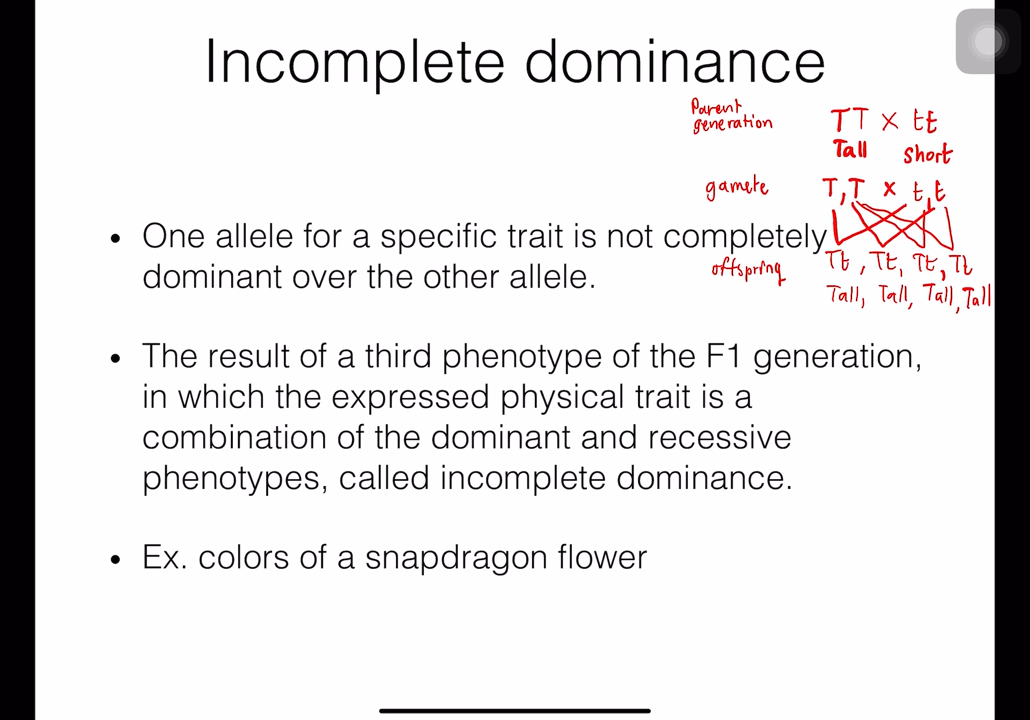 Incomplete dominance
Parent
generation
TT × tt
Tall short
gamete T,T × t,t
• One allele for a specific trait is not completely
dominant over the other allele.
offspring Tt, Tt, Tt, Tt
Tall, Tall, Tall, Tall
• The result of a third phenotype of the F1 generation,
in which the expressed physical trait is a
combination of the dominant and recessive
phenotypes, called incomplete dominance.
• Ex. colors of a snapdragon flower